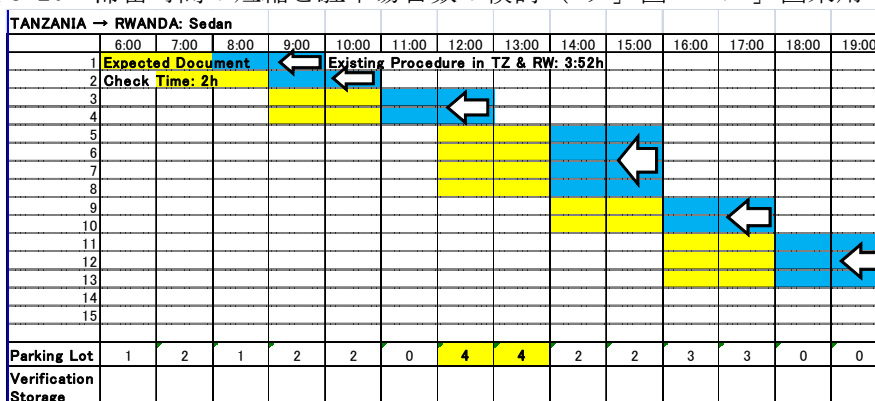 TANZANIA → RWANDA: Sedan
6:00 7:00 8:00 9:00 10:00 11:00 12:00 13:00 14:00 15:00 16:00 17:00 18:00 19:00
1 Expected Document Existing Procedure in TZ & RW: 3:52h
2 Check Time: 2h
3
4
5
6
7
8
9
10
11
12
13
14
15
Parking Lot 1 2 1 2 2 0 4 4 2 2 3 3 0 0
Verification
Storage